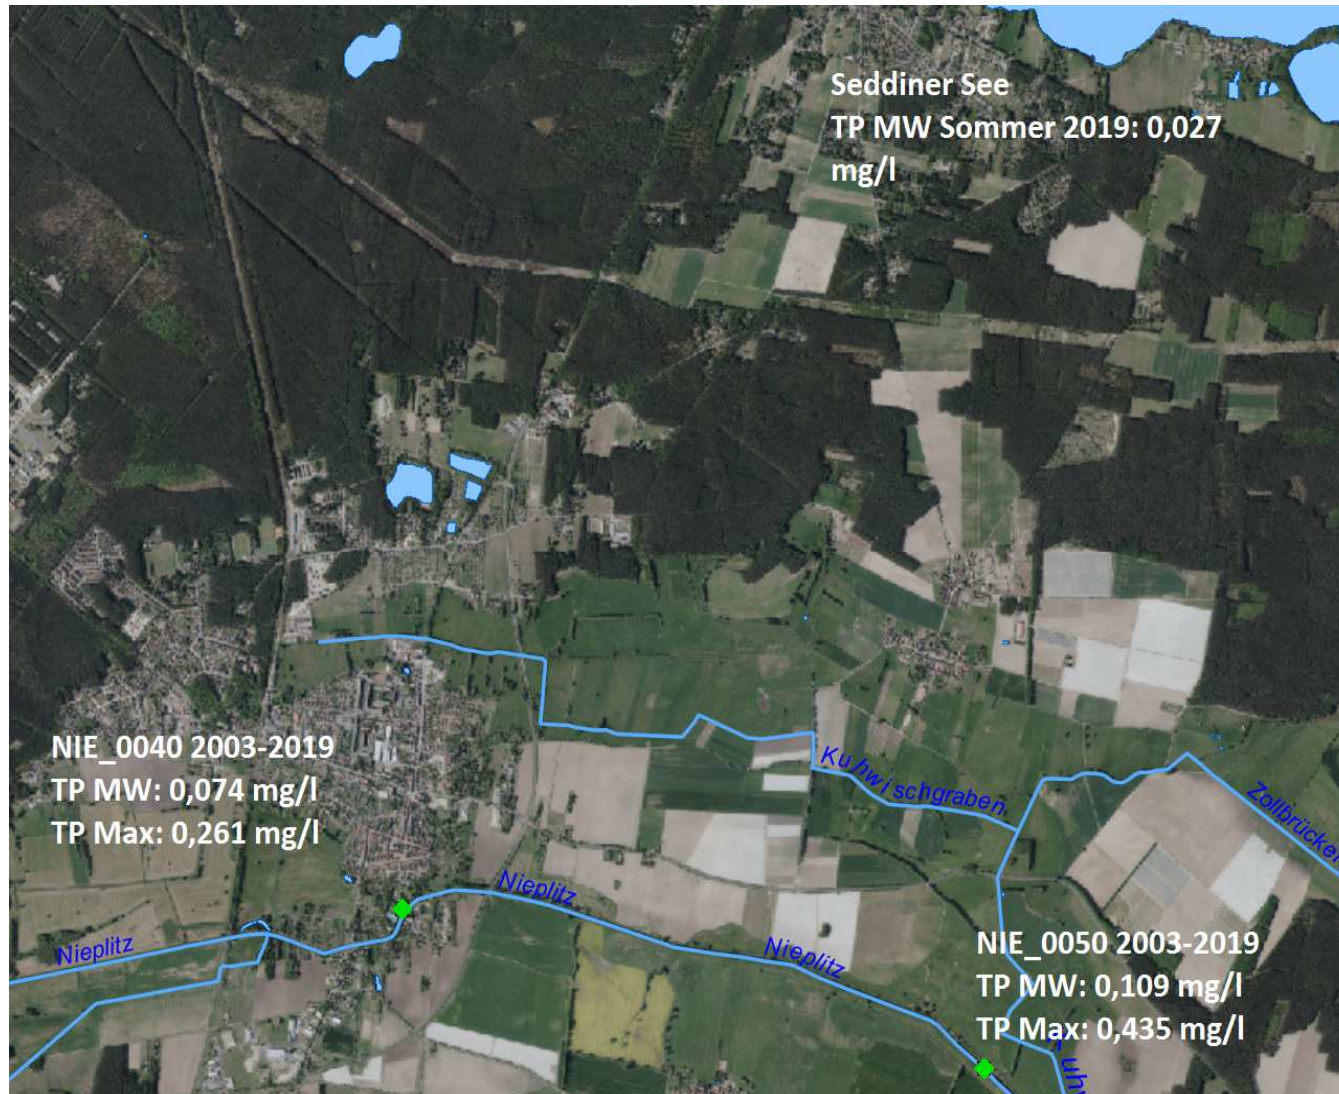 Seddiner See
TP MW Sommer 2019: 0,027
mg/l
NIE_0040 2003-2019
TP MW: 0,074 mg/l
TP Max: 0,261 mg/l
Kuhwischgraben
Zollbrücken
Nieplitz
Nieplitz
Nieplitz
NIE_0050 2003-2019
TP MW: 0,109 mg/l
TP Max: 0,435 mg/l